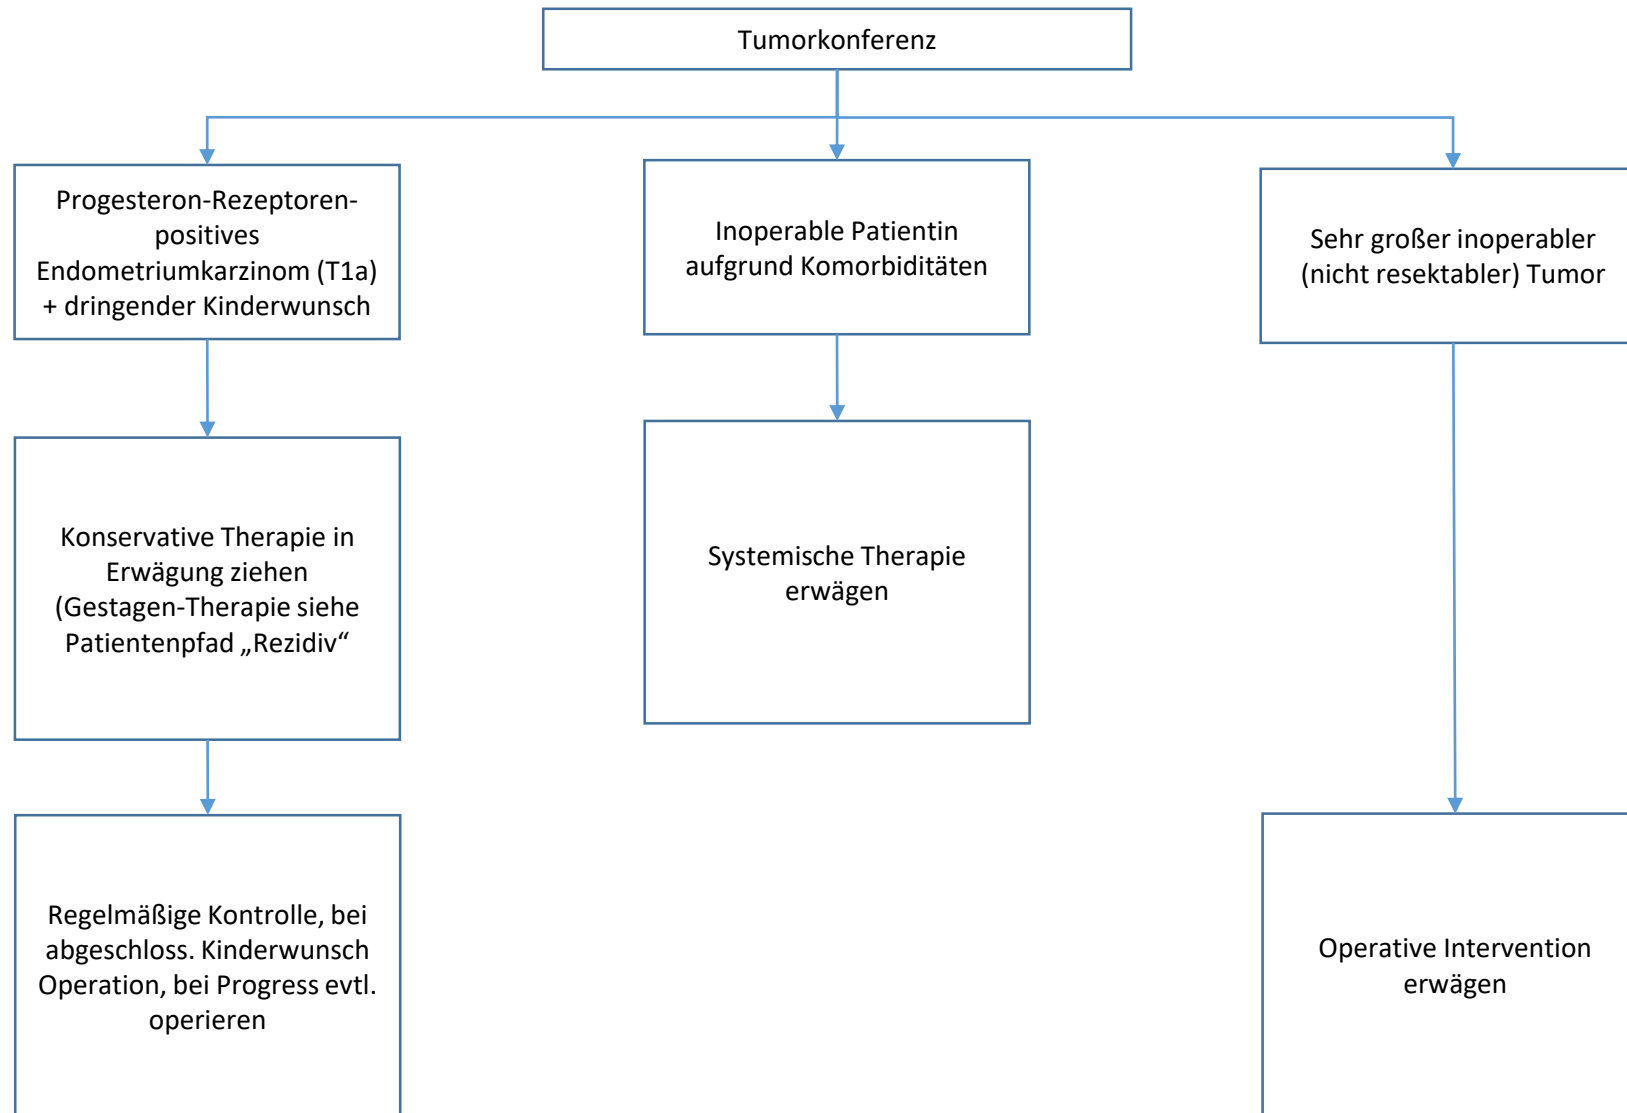 Tumorkonferenz
Progesteron-Rezeptoren-
positives
Endometriumkarzinom (T1a)
+ dringender Kinderwunsch
Inoperable Patientin
aufgrund Komorbiditäten
Sehr großer inoperabler
(nicht resektabler) Tumor
Konservative Therapie in
Erwägung ziehen
(Gestagen-Therapie siehe
Patientenpfad „Rezidiv“
Systemische Therapie
erwägen
Regelmäßige Kontrolle, bei
abgeschloss. Kinderwunsch
Operation, bei Progress evtl.
operieren
Operative Intervention
erwägen